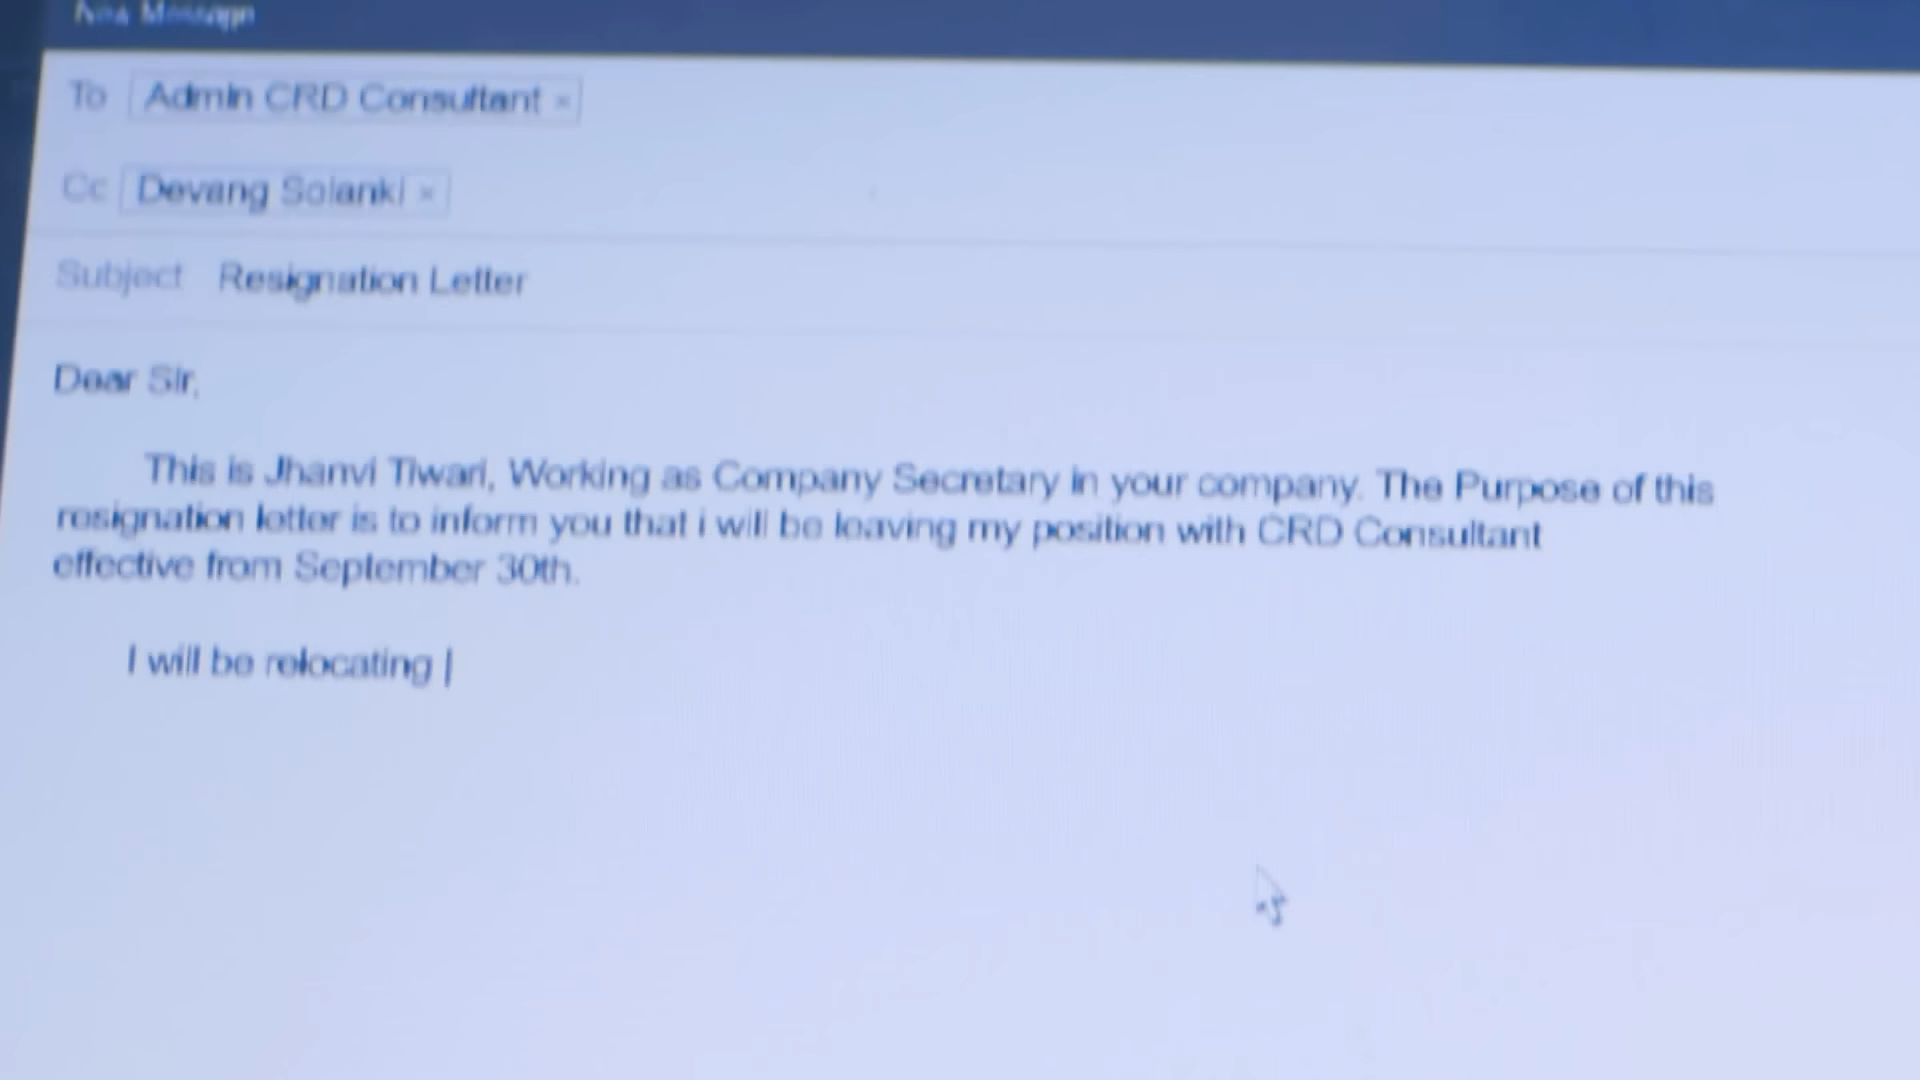 New Message
To Admin CRD Consultant ×
Cc Devang Solanki ×
Subject Resignation Letter
Dear Sir,
This is Jhanvi Tiwari, Working as Company Secretary in your company. The Purpose of this
resignation letter is to inform you that i will be leaving my position with CRD Consultant
effective from September 30th.
I will be relocating